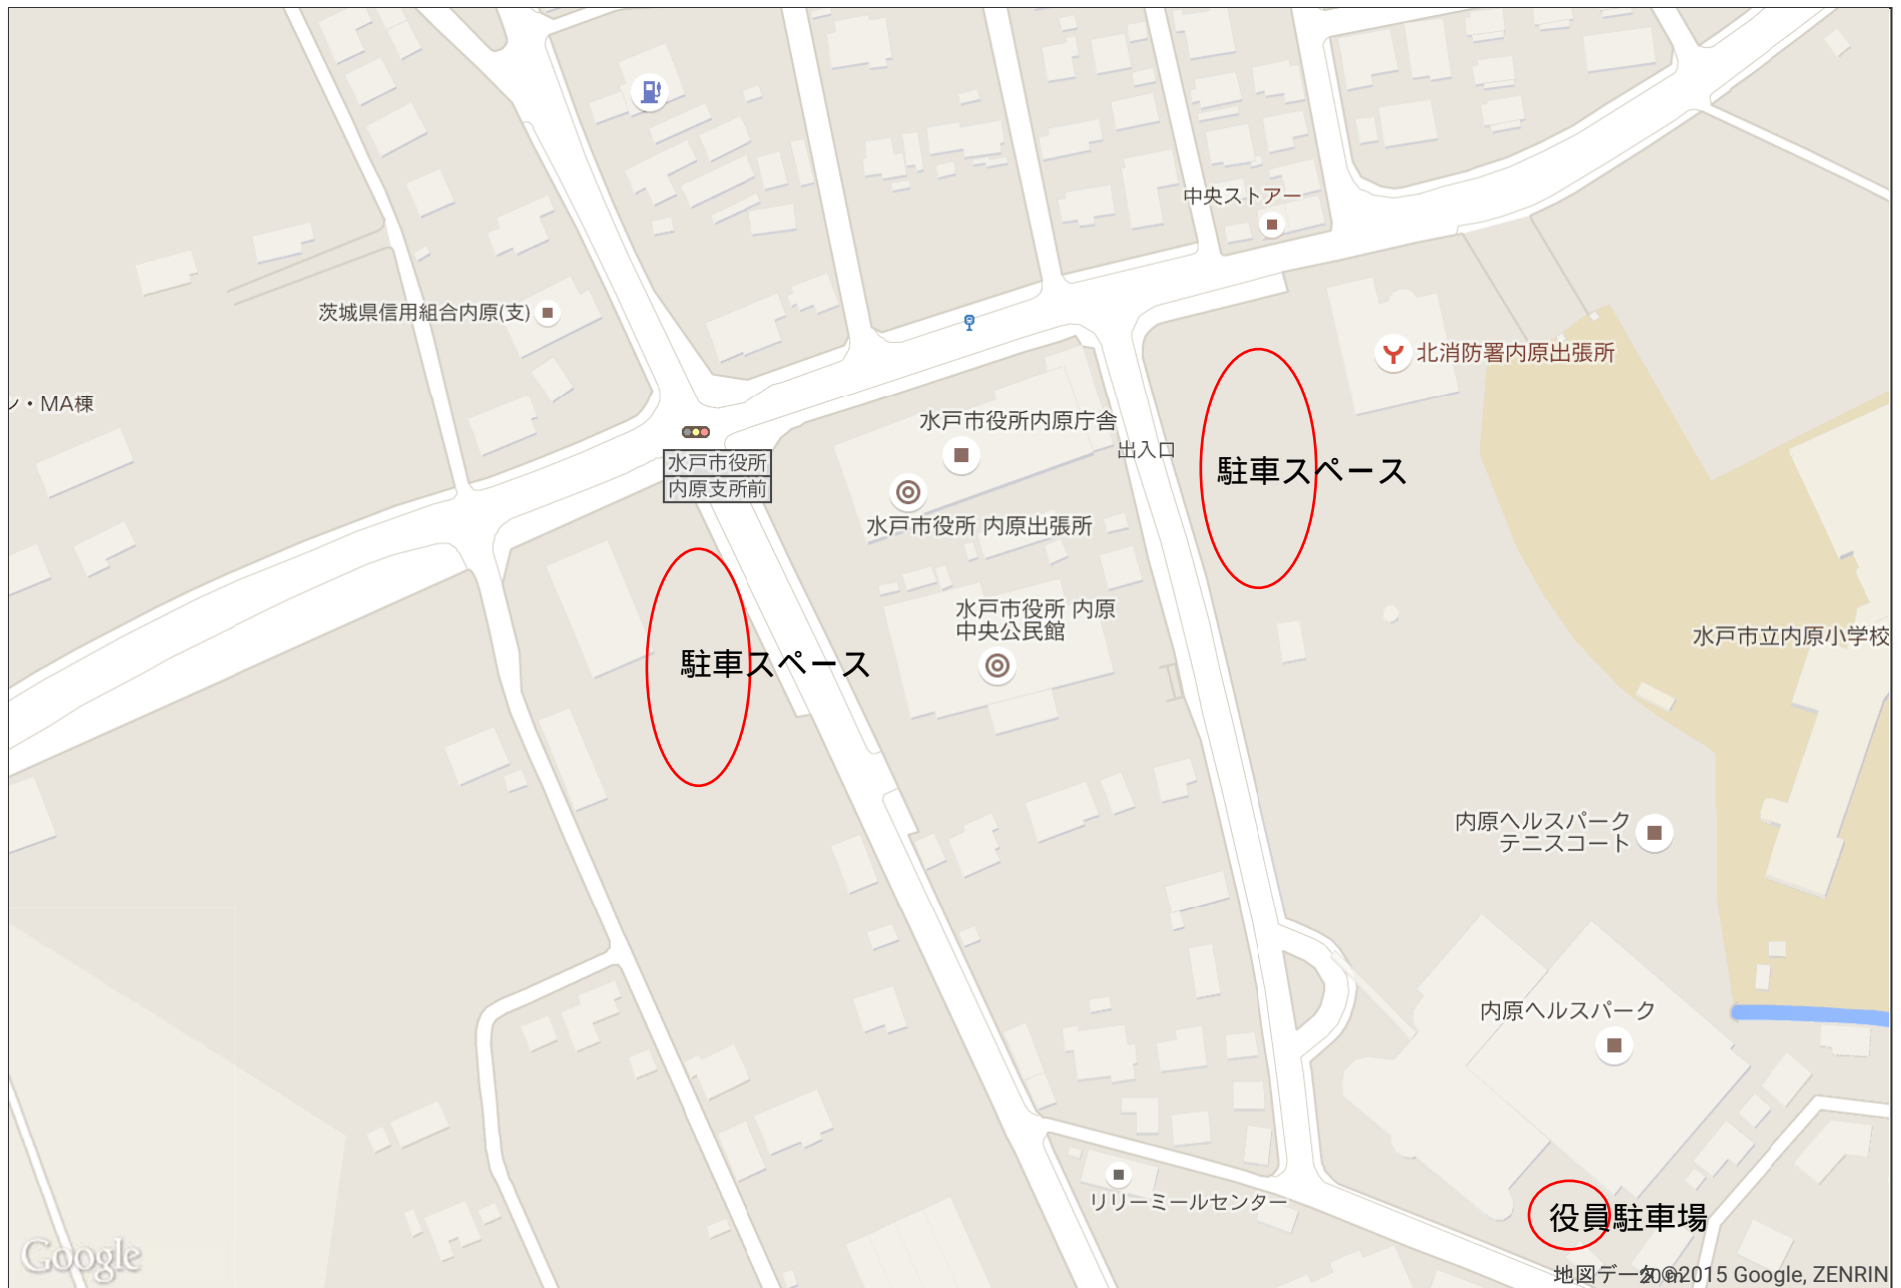 中央ストアー
茨城県信用組合内原(支)
北消防署内原出張所
・MA棟
水戸市役所内原庁舎
出入口
水戸市役所
内原支所前
駐車スペース
水戸市役所 内原出張所
水戸市役所 内原
中央公民館
駐車スペース
水戸市立内原小学校
内原ヘルスパーク
テニスコート
内原ヘルスパーク
リリーミールセンター
役員駐車場
Google
地図データ ©2015 Google, ZENRIN
20 m